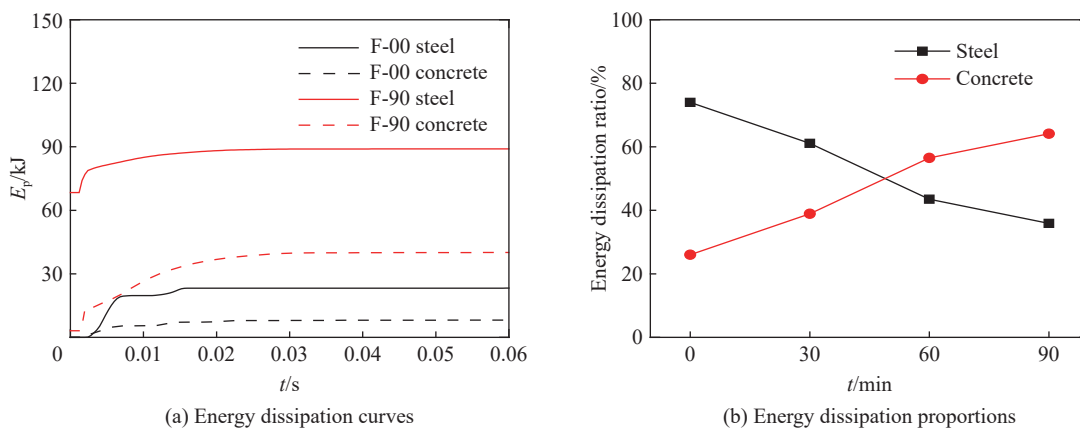 150
120
90
60
30
0
0.01
0.02
0.03
0.04
0.05
0.06
E_p/kJ
t/s
F-00 steel
F-00 concrete
F-90 steel
F-90 concrete
(a) Energy dissipation curves
100
80
60
40
20
0
0
30
60
90
Energy dissipation ratio/%
t/min
Steel
Concrete
(b) Energy dissipation proportions